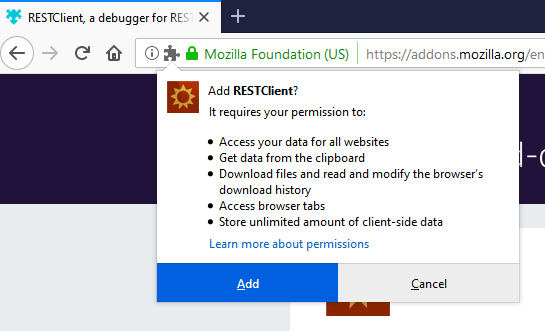 RESTClient, a debugger for REST
Mozilla Foundation (US)
https://addons.mozilla.org/en
Add RESTClient?
It requires your permission to:
• Access your data for all websites
• Get data from the clipboard
• Download files and read and modify the browser's
download history
• Access browser tabs
• Store unlimited amount of client-side data
Learn more about permissions
Add
Cancel